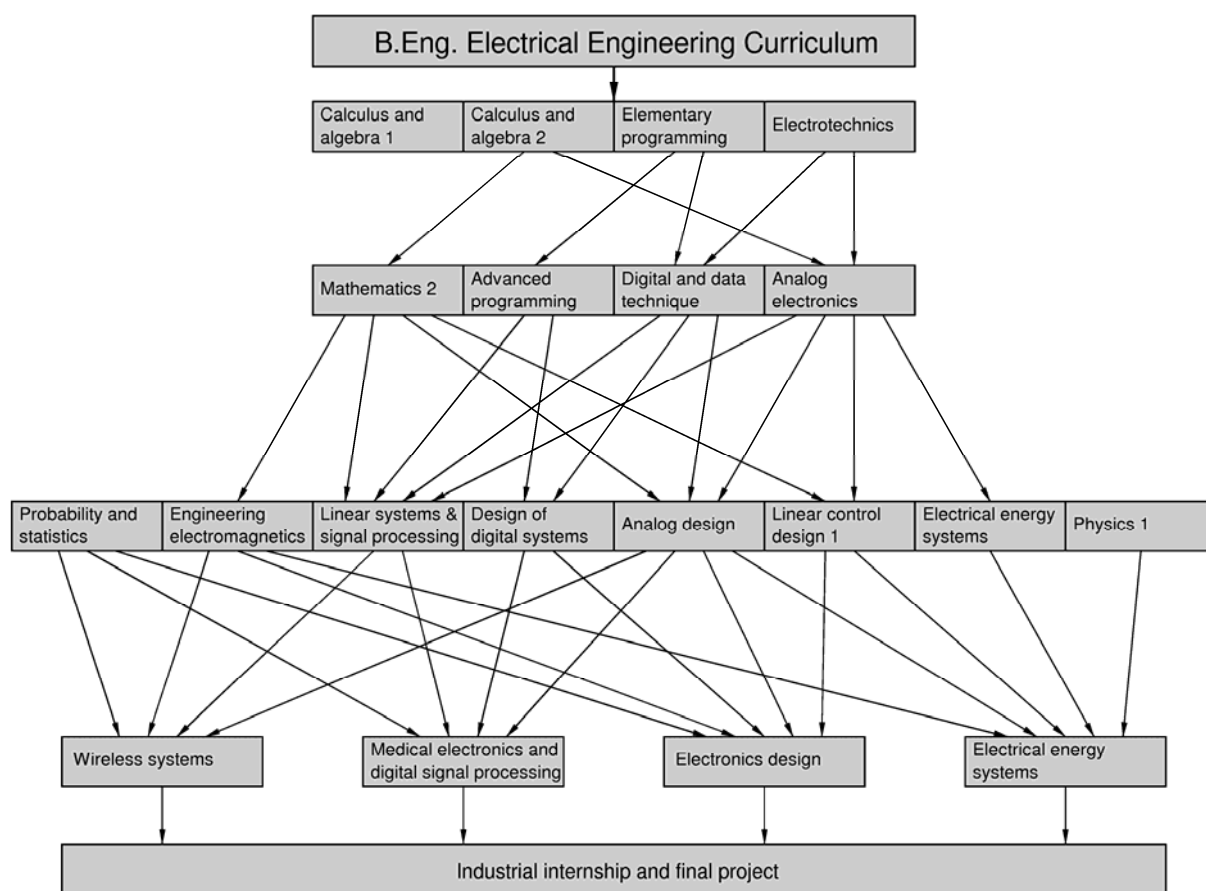 B.Eng. Electrical Engineering Curriculum
Calculus and
algebra 1
Calculus and
algebra 2
Elementary
programming
Electrotechnics
Mathematics 2
Advanced
programming
Digital and data
technique
Analog
electronics
Probability and
statistics
Engineering
electromagnetics
Linear systems &
signal processing
Design of
digital systems
Analog design
Linear control
design 1
Electrical energy
systems
Physics 1
Wireless systems
Medical electronics and
digital signal processing
Electronics design
Electrical energy
systems
Industrial internship and final project